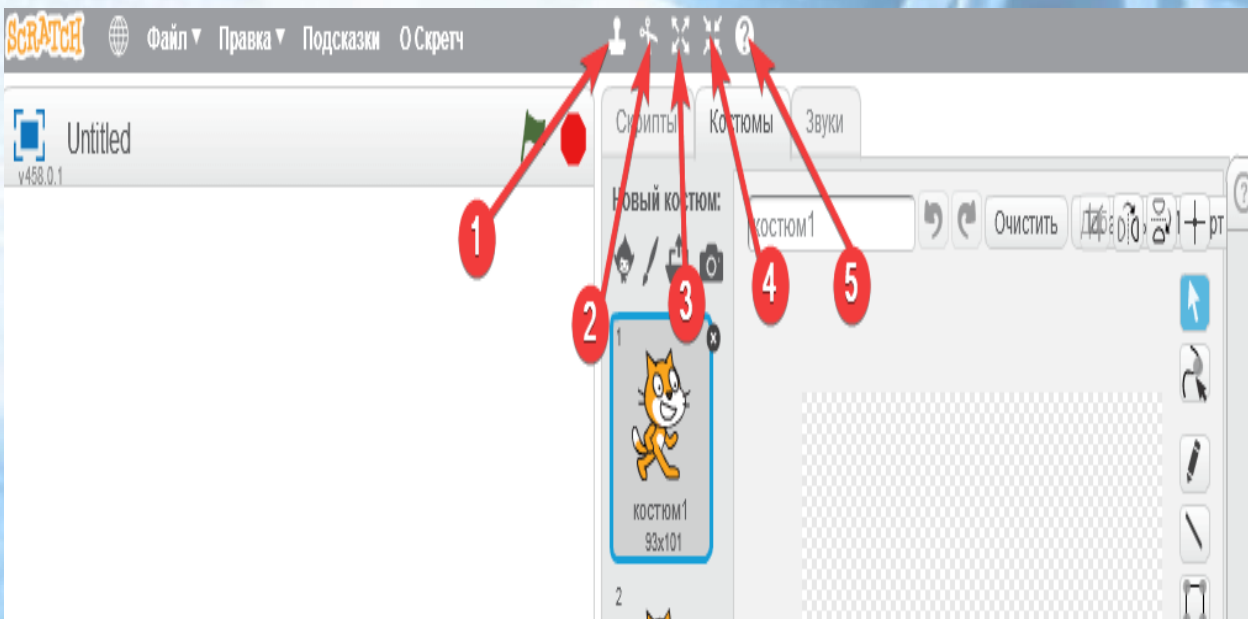 SCRATCH Файл Правка Подсказки О Скретч ?
Untitled
v458.0.1
Скрипты Костюмы Звуки
Новый костюм:
костюм1 Очистить
1 2 3 4 5
1
костюм1
93x101
2